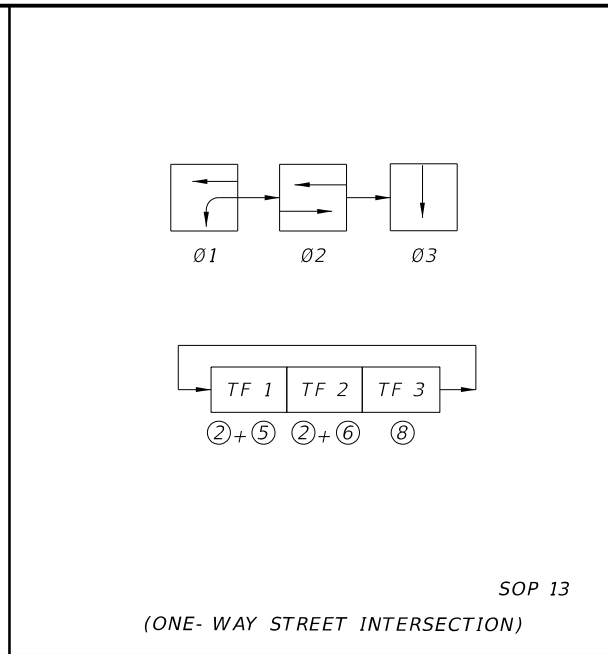 Ø1 Ø2 Ø3
TF 1 TF 2 TF 3
②+⑤ ②+⑥ ⑧
SOP 13
(ONE- WAY STREET INTERSECTION)